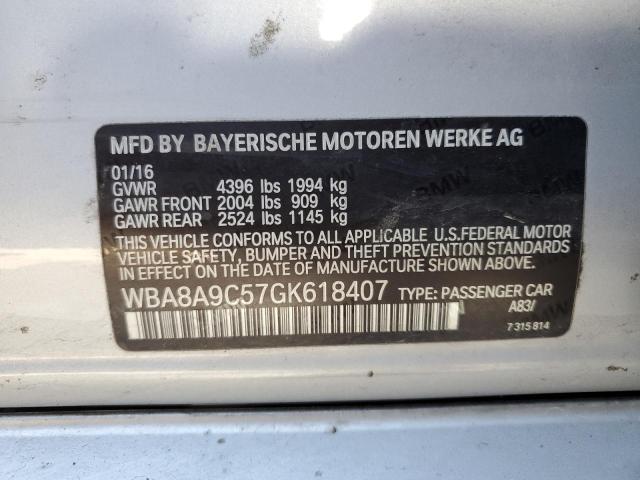 MFD BY BAYERISCHE MOTOREN WERKE AG
01/16
GVWR 4396 lbs 1994 kg
GAWR FRONT 2004 lbs 909 kg
GAWR REAR 2524 lbs 1145 kg
THIS VEHICLE CONFORMS TO ALL APPLICABLE U.S.FEDERAL MOTOR
VEHICLE SAFETY, BUMPER AND THEFT PREVENTION STANDARDS
IN EFFECT ON THE DATE OF MANUFACTURE SHOWN ABOVE.
WBA8A9C57GK618407 TYPE: PASSENGER CAR
A83/
7 315 814